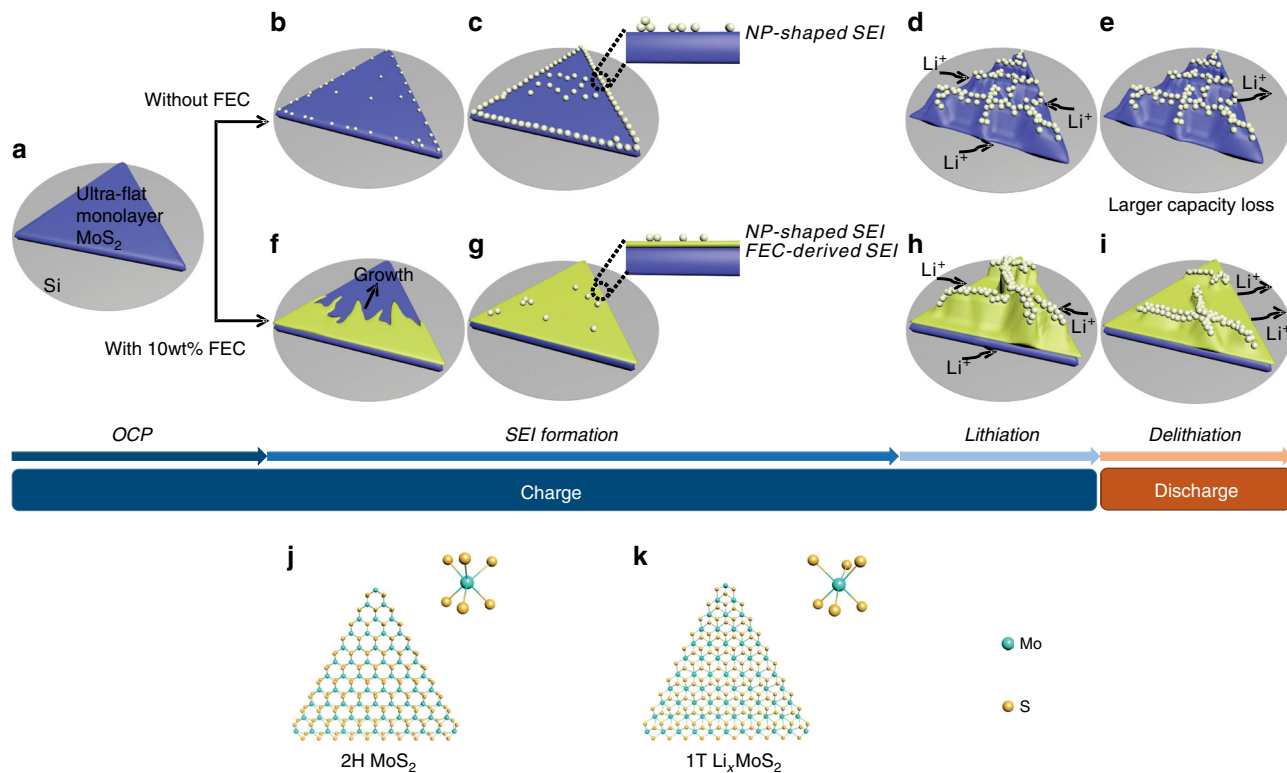 b
c
NP-shaped SEI
d
e
Li⁺
Li⁺
Li⁺
Li⁺
Without FEC
Larger capacity loss
a
Ultra-flat
monolayer
MoS₂
Si
f
Growth
g
NP-shaped SEI
FEC-derived SEI
h
i
Li⁺
Li⁺
Li⁺
Li⁺
Li⁺
With 10wt% FEC
OCP
SEI formation
Lithiation
Delithiation
Charge
Discharge
j
k
Mo
S
2H MoS₂
1T LiₓMoS₂